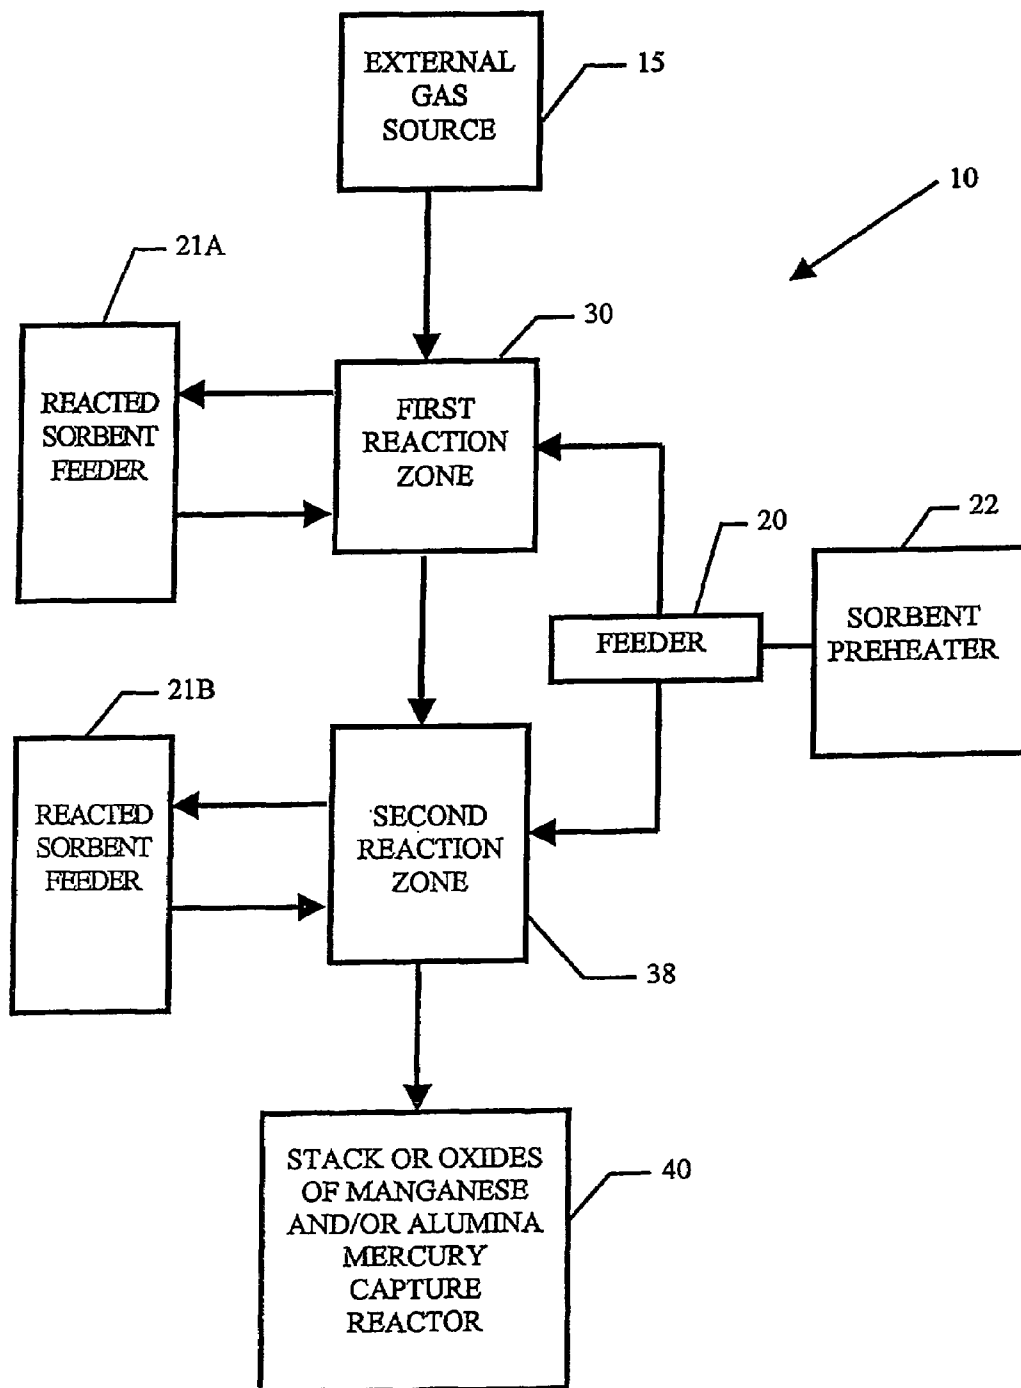 EXTERNAL
GAS
SOURCE
15
10
21A
30
REACTED
SORBENT
FEEDER
FIRST
REACTION
ZONE
20
22
FEEDER
SORBENT
PREHEATER
21B
REACTED
SORBENT
FEEDER
SECOND
REACTION
ZONE
38
STACK OR OXIDES
OF MANGANESE
AND/OR ALUMINA
MERCURY
CAPTURE
REACTOR
40